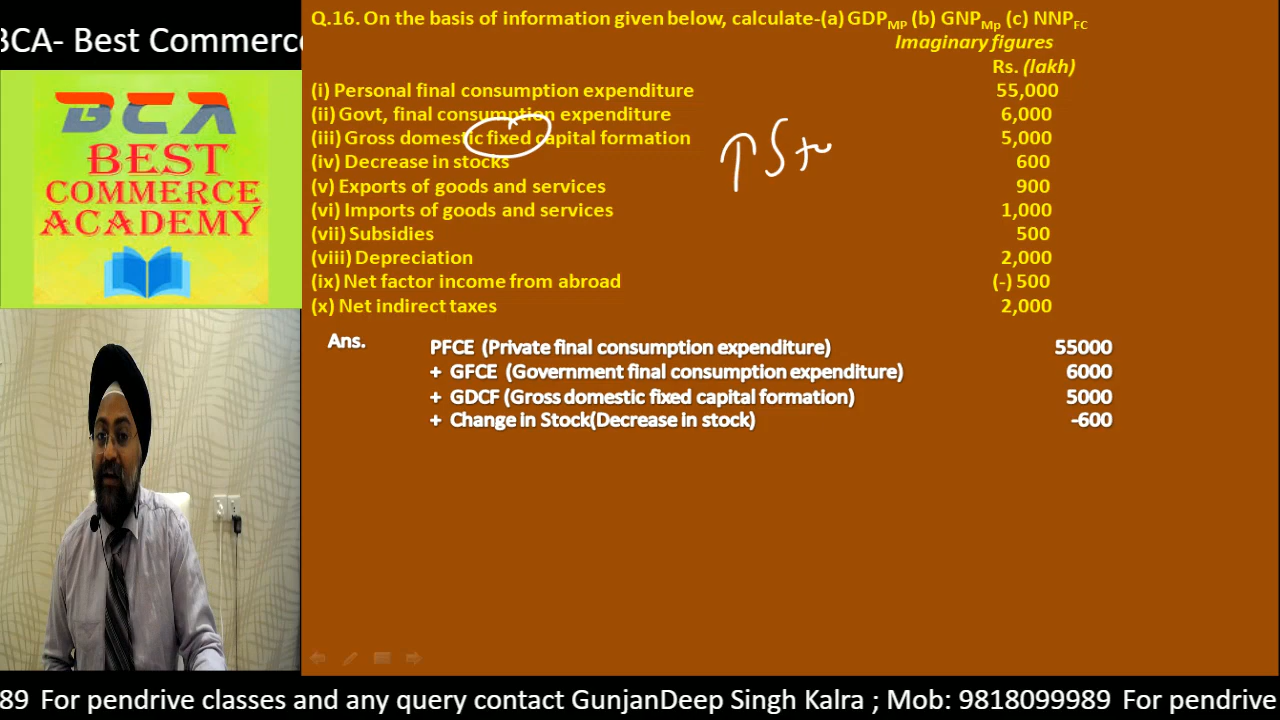 BCA- Best Commerc
BCA
BEST
COMMERCE
ACADEMY
Q.16. On the basis of information given below, calculate-(a) GDPMP (b) GNPMp (c) NNPFC
Imaginary figures
Rs. (lakh)
(i) Personal final consumption expenditure 55,000
(ii) Govt, final consumption expenditure 6,000
(iii) Gross domestic fixed capital formation 5,000
(iv) Decrease in stocks 600
(v) Exports of goods and services 900
(vi) Imports of goods and services 1,000
(vii) Subsidies 500
(viii) Depreciation 2,000
(ix) Net factor income from abroad (-) 500
(x) Net indirect taxes 2,000
Ans. PFCE (Private final consumption expenditure) 55000
+ GFCE (Government final consumption expenditure) 6000
+ GDCF (Gross domestic fixed capital formation) 5000
+ Change in Stock(Decrease in stock) -600
89 For pendrive classes and any query contact GunjanDeep Singh Kalra ; Mob: 9818099989 For pendrive